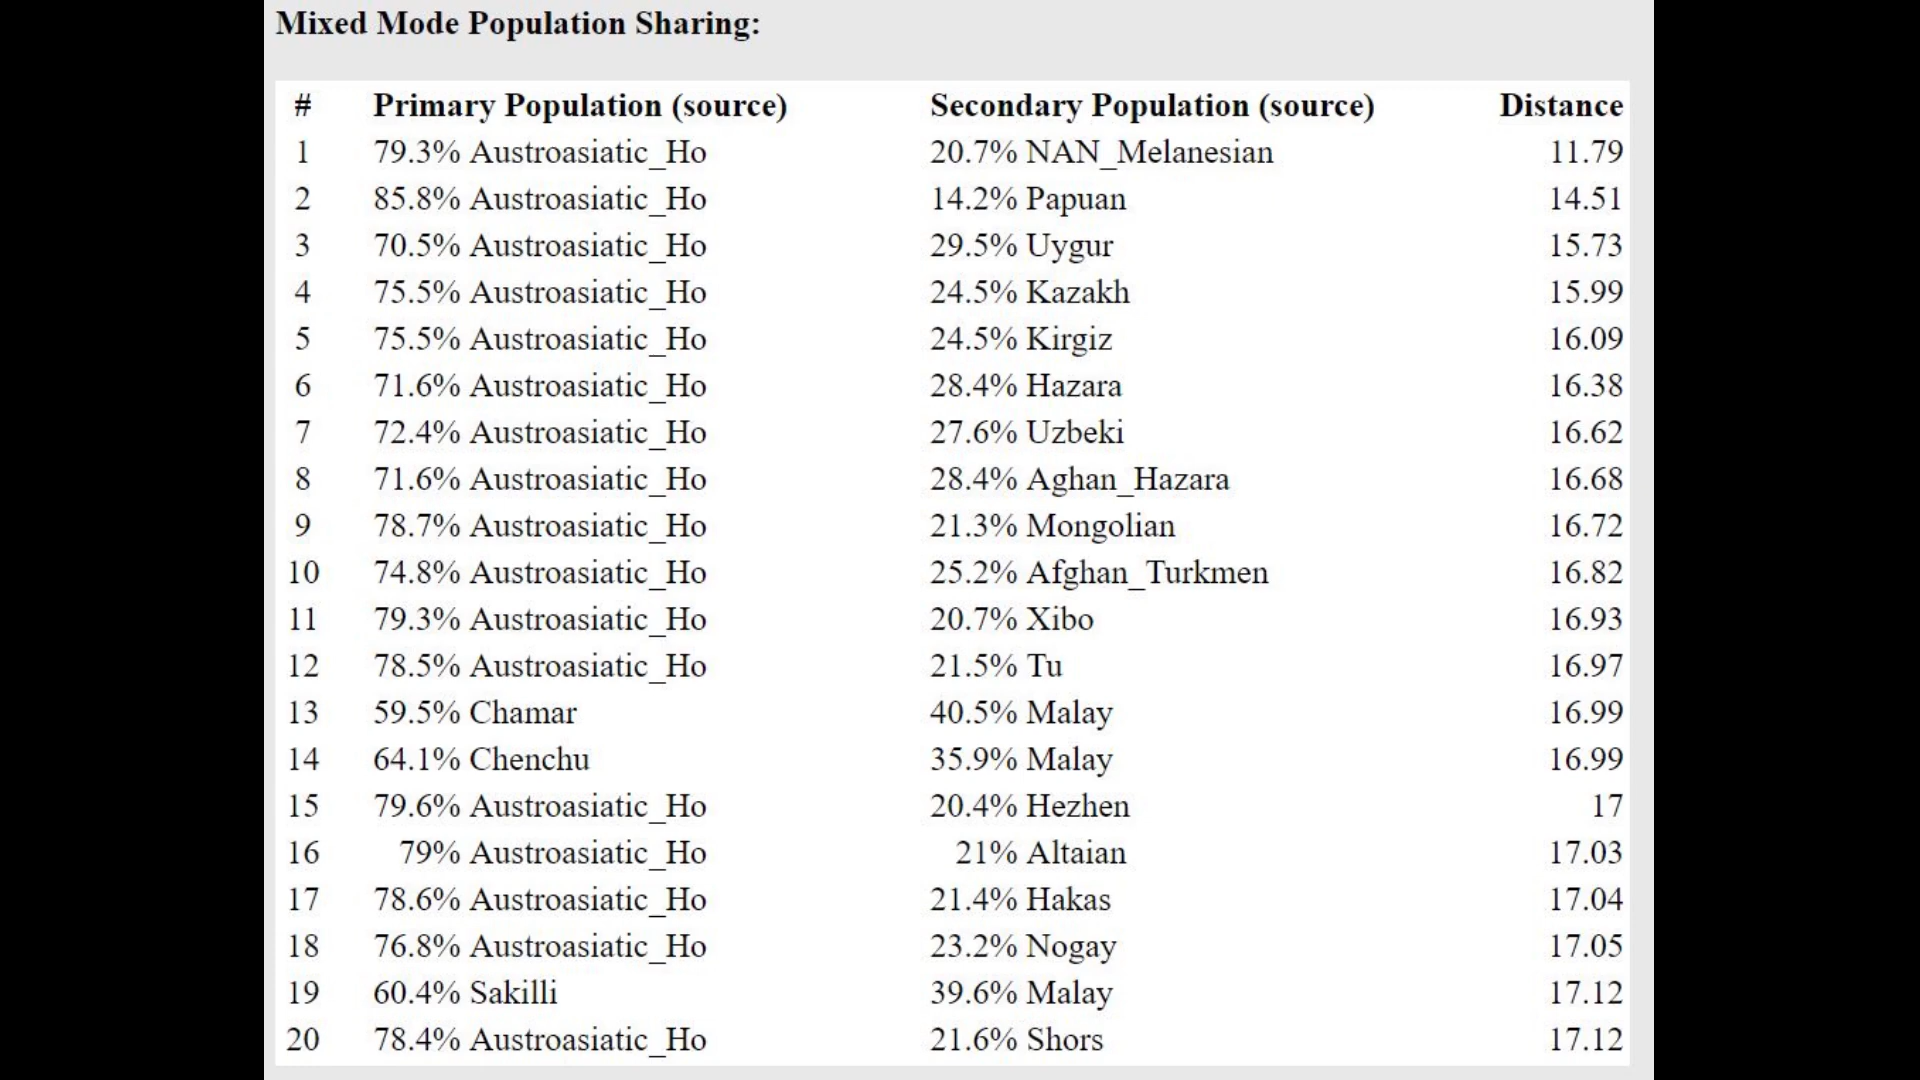 Mixed Mode Population Sharing:
# Primary Population (source) Secondary Population (source) Distance
1 79.3% Austroasiatic_Ho 20.7% NAN_Melanesian 11.79
2 85.8% Austroasiatic_Ho 14.2% Papuan 14.51
3 70.5% Austroasiatic_Ho 29.5% Uygur 15.73
4 75.5% Austroasiatic_Ho 24.5% Kazakh 15.99
5 75.5% Austroasiatic_Ho 24.5% Kirgiz 16.09
6 71.6% Austroasiatic_Ho 28.4% Hazara 16.38
7 72.4% Austroasiatic_Ho 27.6% Uzbeki 16.62
8 71.6% Austroasiatic_Ho 28.4% Aghan_Hazara 16.68
9 78.7% Austroasiatic_Ho 21.3% Mongolian 16.72
10 74.8% Austroasiatic_Ho 25.2% Afghan_Turkmen 16.82
11 79.3% Austroasiatic_Ho 20.7% Xibo 16.93
12 78.5% Austroasiatic_Ho 21.5% Tu 16.97
13 59.5% Chamar 40.5% Malay 16.99
14 64.1% Chenchu 35.9% Malay 16.99
15 79.6% Austroasiatic_Ho 20.4% Hezhen 17
16 79% Austroasiatic_Ho 21% Altaian 17.03
17 78.6% Austroasiatic_Ho 21.4% Hakas 17.04
18 76.8% Austroasiatic_Ho 23.2% Nogay 17.05
19 60.4% Sakilli 39.6% Malay 17.12
20 78.4% Austroasiatic_Ho 21.6% Shors 17.12